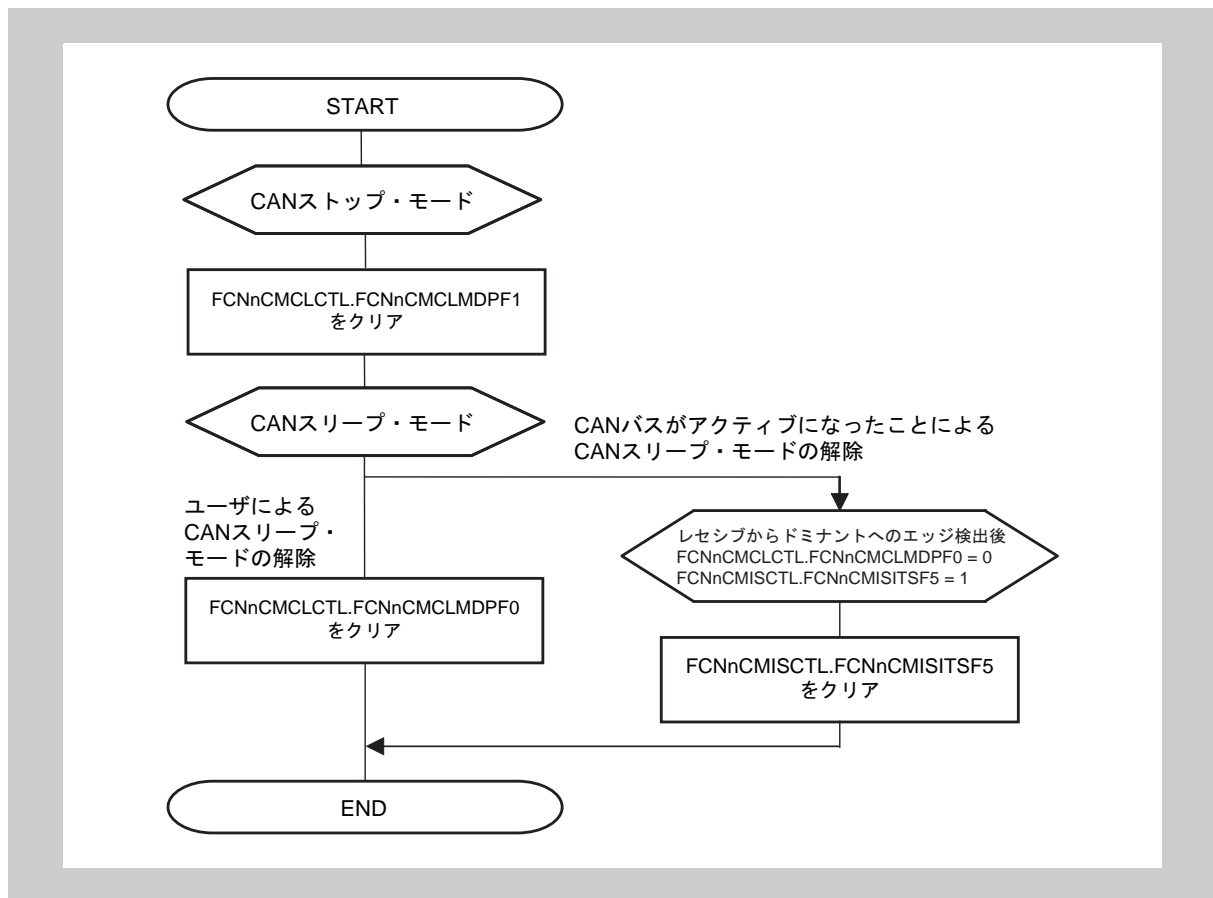 START
CANストップ・モード
FCNnCMCLCTL.FCNnCMCLMDPF1
をクリア
CANスリープ・モード
CANバスがアクティブになったことによる
CANスリープ・モードの解除
ユーザによる
CANスリープ・
モードの解除
レセシブからドミナントへのエッジ検出後
FCNnCMCLCTL.FCNnCMCLMDPF0 = 0
FCNnCMISCTL.FCNnCMISITSF5 = 1
FCNnCMCLCTL.FCNnCMCLMDPF0
をクリア
FCNnCMISCTL.FCNnCMISITSF5
をクリア
END